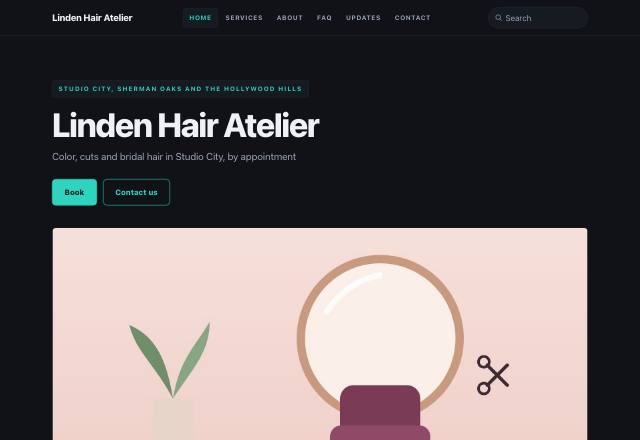 Linden Hair Atelier
HOME SERVICES ABOUT FAQ UPDATES CONTACT
Search
STUDIO CITY, SHERMAN OAKS AND THE HOLLYWOOD HILLS
Linden Hair Atelier
Color, cuts and bridal hair in Studio City, by appointment
Book Contact us